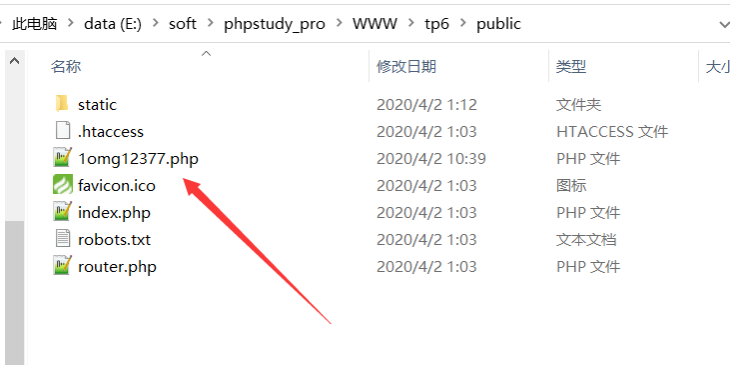 此电脑 > data (E:) > soft > phpstudy_pro > WWW > tp6 > public
名称 修改日期 类型 大小
static 2020/4/2 1:12 文件夹
.htaccess 2020/4/2 1:03 HTACCESS 文件
1omg12377.php 2020/4/2 10:39 PHP 文件
favicon.ico 2020/4/2 1:03 图标
index.php 2020/4/2 1:03 PHP 文件
robots.txt 2020/4/2 1:03 文本文档
router.php 2020/4/2 1:03 PHP 文件